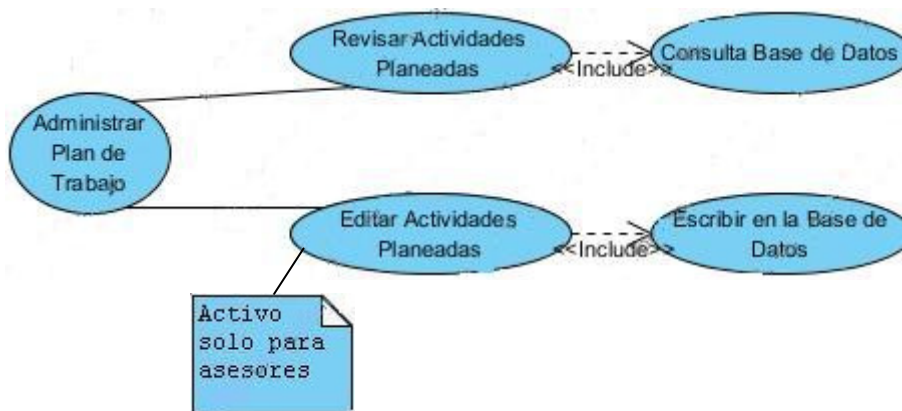 Revisar Actividades
Planeadas
<<Include>>
Consulta Base de Datos
Administrar
Plan de
Trabajo
Editar Actividades
Planeadas
<<Include>>
Escribir en la Base de
Datos
Activo
solo para
asesores